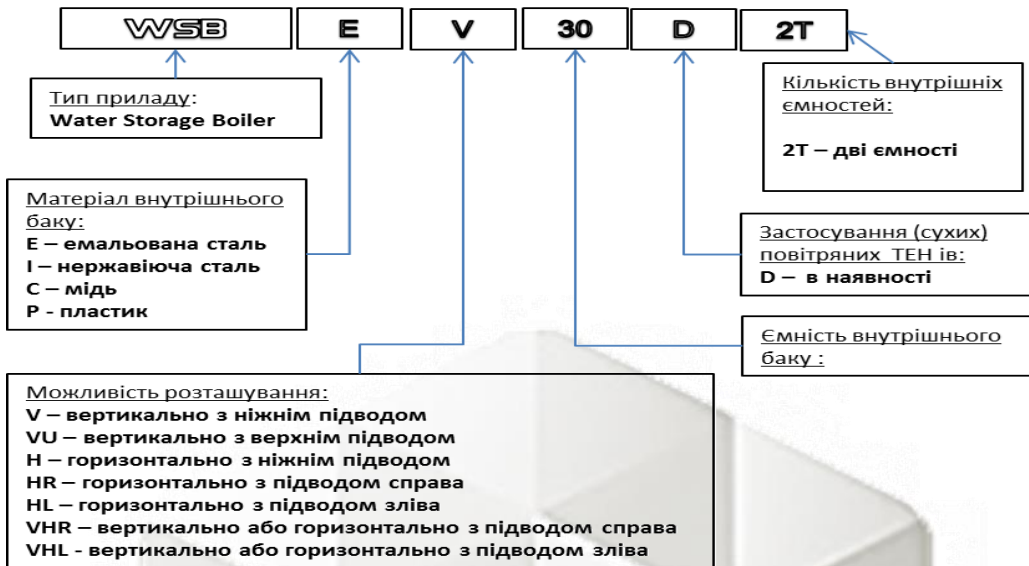 WSB E V 30 D 2T
Тип приладу:
Water Storage Boiler
Кількість внутрішніх
ємностей:
2T – дві ємності
Матеріал внутрішнього
баку:
E – емальована сталь
I – нержавіюча сталь
C – мідь
P - пластик
Застосування (сухих)
повітряних ТЕН ів:
D – в наявності
Ємність внутрішнього
баку :
Можливість розташування:
V – вертикально з ніжнім підводом
VU – вертикально з верхнім підводом
H – горизонтально з ніжнім підводом
HR – горизонтально з підводом справа
HL – горизонтально з підводом зліва
VHR – вертикально або горизонтально з підводом справа
VHL - вертикально або горизонтально з підводом зліва